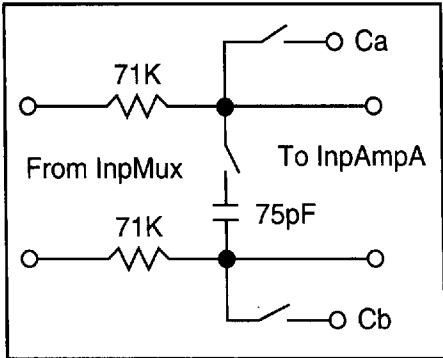 Ca
71K
From InpMux
To InpAmpA
75pF
71K
Cb